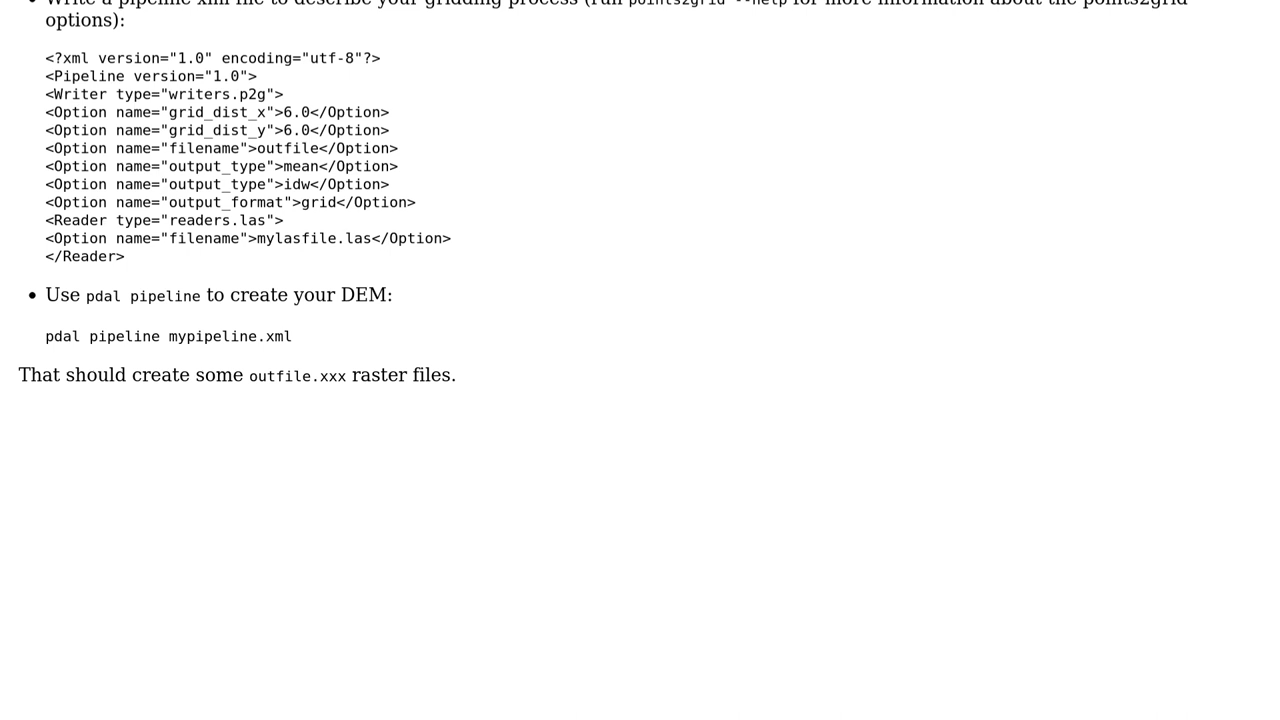 • Write a pipeline xml file to describe your gridding process (run points2grid --help for more information about the points2grid
options):
<?xml version="1.0" encoding="utf-8"?>
<Pipeline version="1.0">
<Writer type="writers.p2g">
<Option name="grid_dist_x">6.0</Option>
<Option name="grid_dist_y">6.0</Option>
<Option name="filename">outfile</Option>
<Option name="output_type">mean</Option>
<Option name="output_type">idw</Option>
<Option name="output_format">grid</Option>
<Reader type="readers.las">
<Option name="filename">mylasfile.las</Option>
</Reader>
• Use pdal pipeline to create your DEM:
pdal pipeline mypipeline.xml
That should create some outfile.xxx raster files.